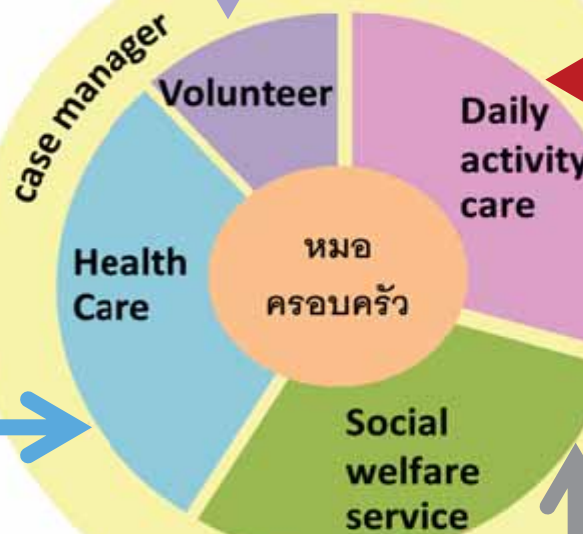 case manager
Volunteer
Daily
activity
care
Health
Care
หมอ
ครอบครัว
Social
welfare
service